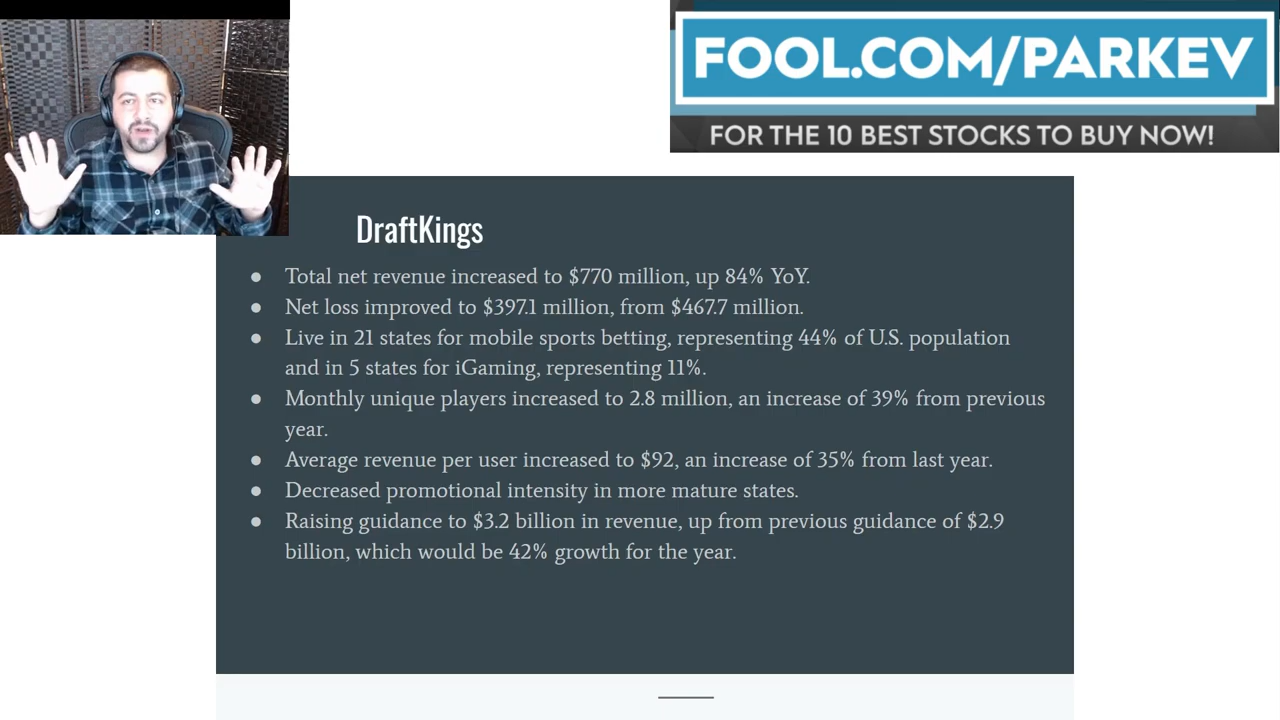 FOOL.COM/PARKEV
FOR THE 10 BEST STOCKS TO BUY NOW!
DraftKings
● Total net revenue increased to $770 million, up 84% YoY.
● Net loss improved to $397.1 million, from $467.7 million.
● Live in 21 states for mobile sports betting, representing 44% of U.S. population
and in 5 states for iGaming, representing 11%.
● Monthly unique players increased to 2.8 million, an increase of 39% from previous
year.
● Average revenue per user increased to $92, an increase of 35% from last year.
● Decreased promotional intensity in more mature states.
● Raising guidance to $3.2 billion in revenue, up from previous guidance of $2.9
billion, which would be 42% growth for the year.